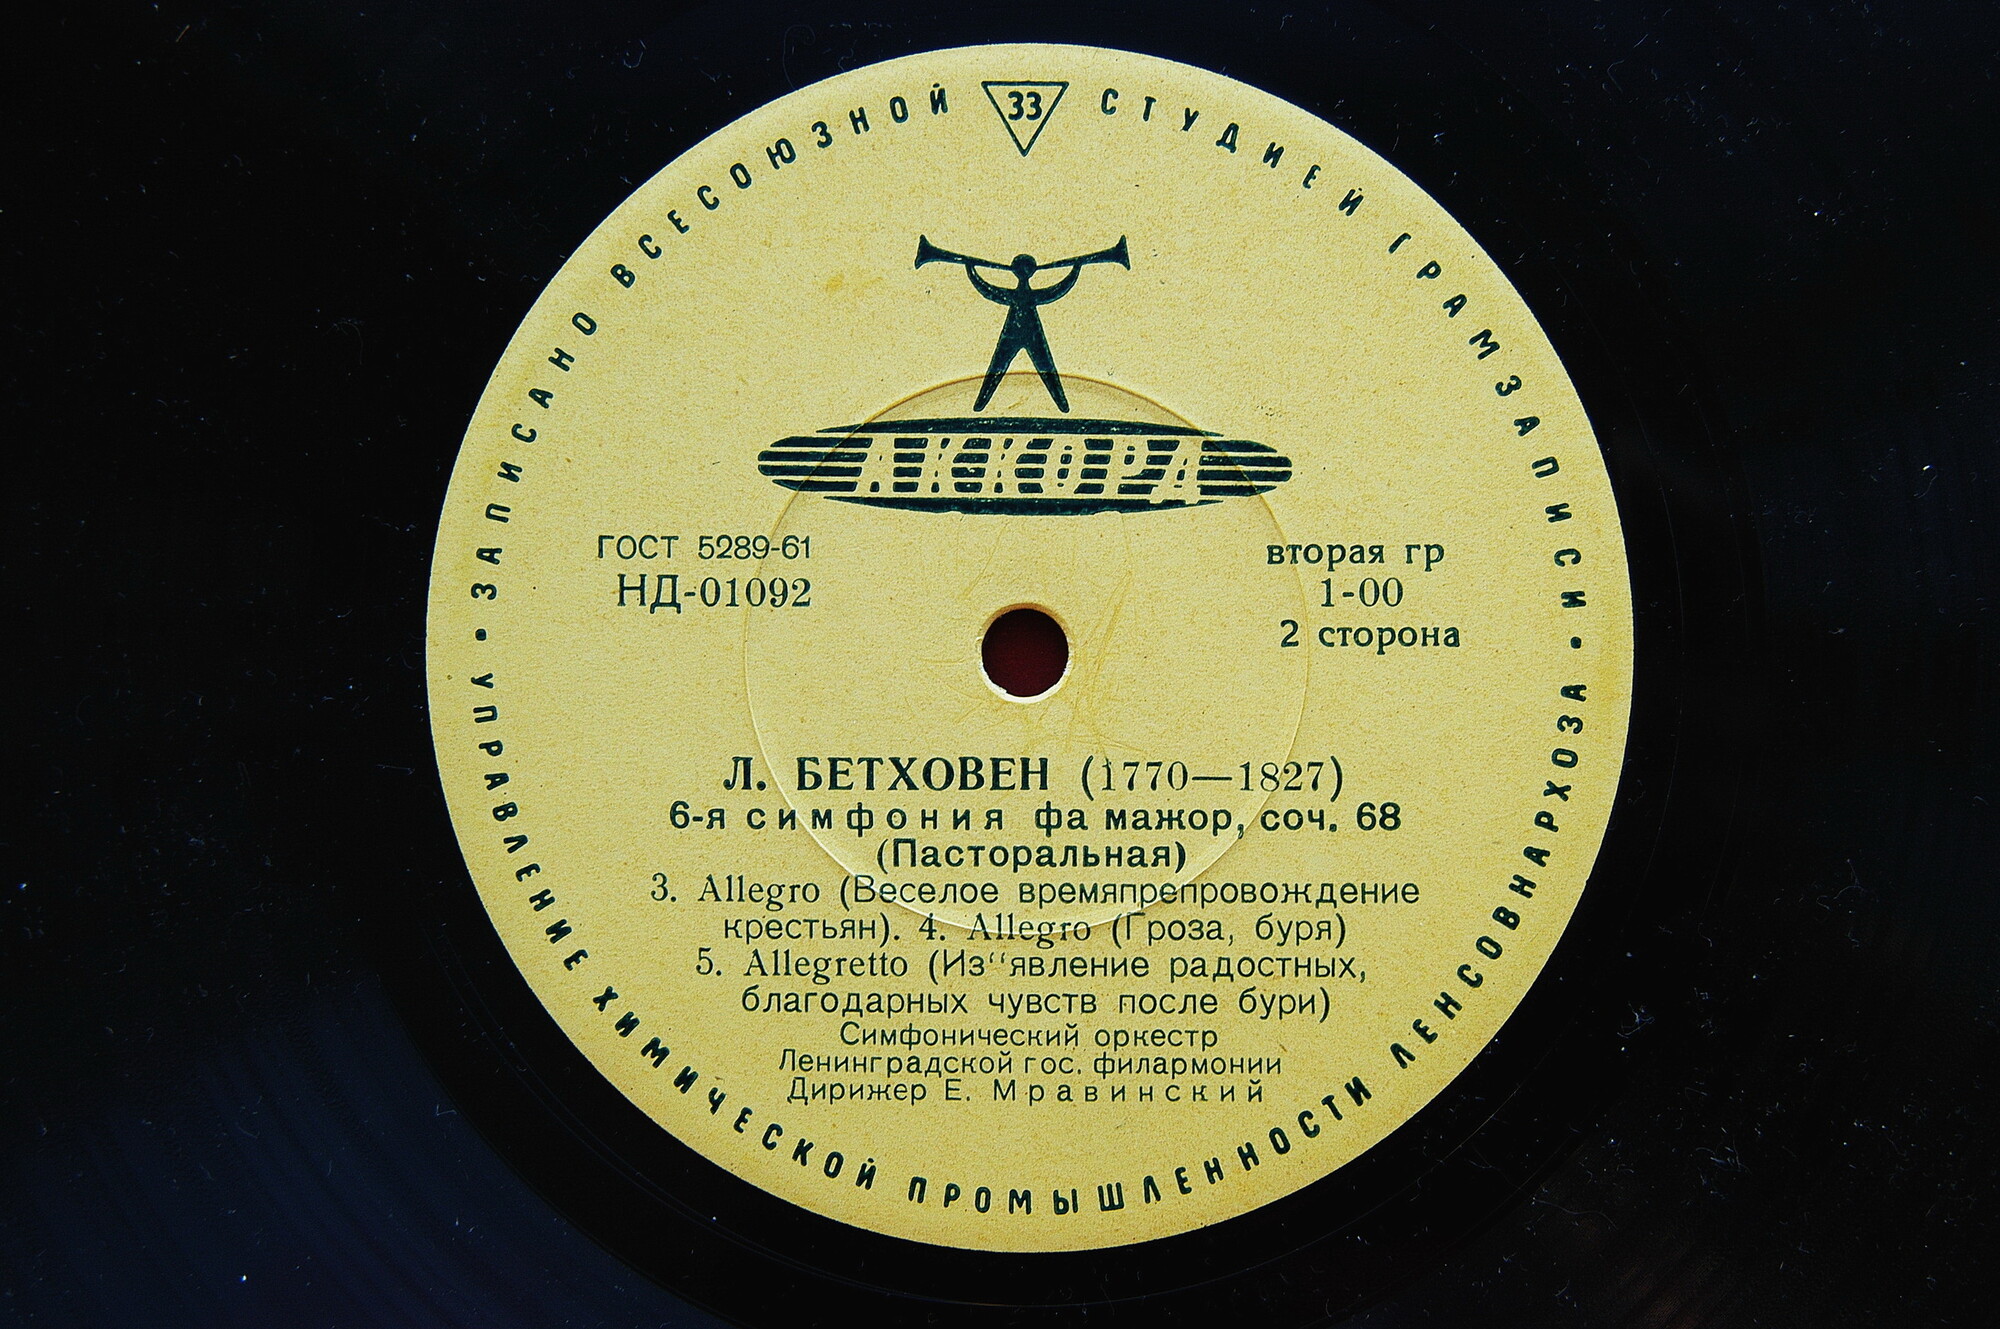 ЗАПИСАНО ВСЕСОЮЗНОЙ СТУДИЕЙ ГРАМЗАПИСИ •
33
АККОРД
ГОСТ 5289-61
НД-01092
вторая гр
1-00
2 сторона
Л. БЕТХОВЕН (1770—1827)
6-я симфония фа мажор, соч. 68
(Пасторальная)
3. Allegro (Веселое времяпрепровождение
крестьян). 4. Allegro (Гроза, буря)
5. Allegretto (Из“явление радостных,
благодарных чувств после бури)
Симфонический оркестр
Ленинградской гос. филармонии
Дирижер Е. Мравинский
УПРАВЛЕНИЕ ХИМИЧЕСКОЙ ПРОМЫШЛЕННОСТИ ЛЕНСОВНАРХОЗА •